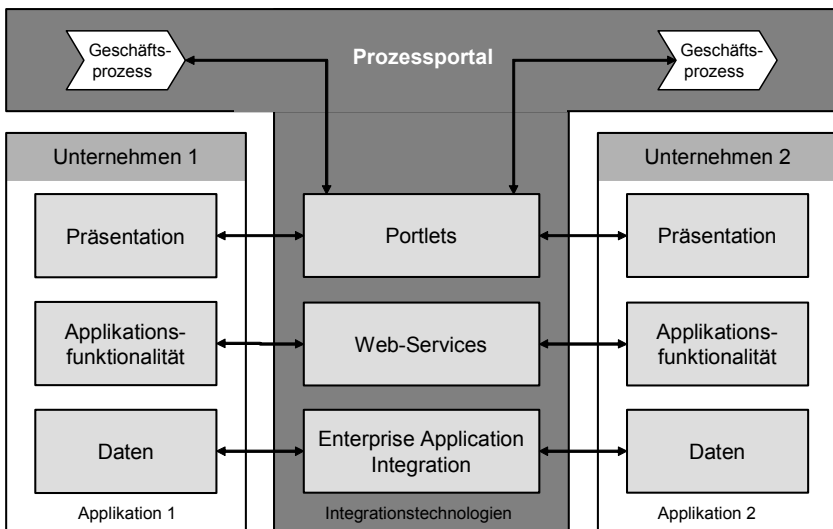 Geschäfts-
prozess
Prozessportal
Geschäfts-
prozess
Unternehmen 1
Unternehmen 2
Präsentation
Portlets
Präsentation
Applikations-
funktionalität
Web-Services
Applikations-
funktionalität
Daten
Enterprise Application
Integration
Daten
Applikation 1
Integrationstechnologien
Applikation 2